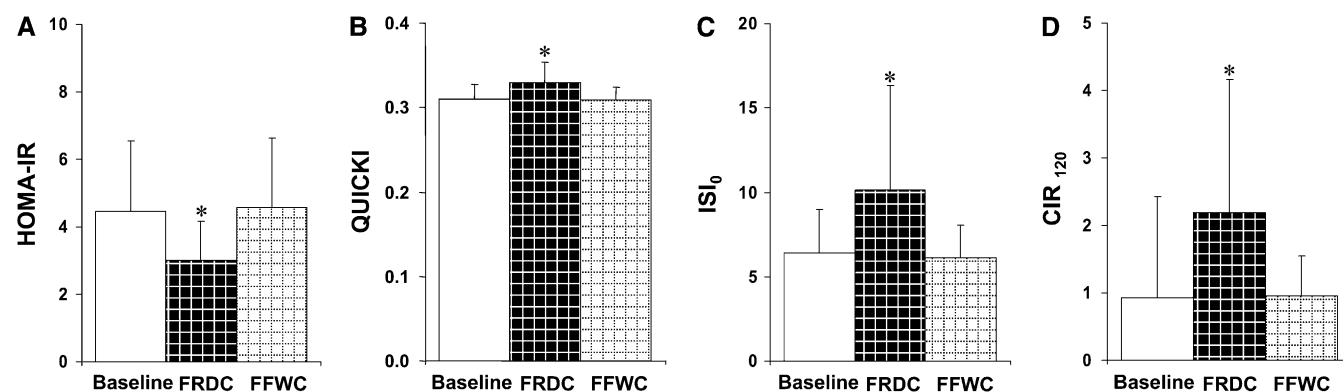 A
HOMA-IR
10
8
6
4
2
0
*
Baseline FRDC FFWC
B
QUICKI
0.4
0.3
0.2
0.1
0.0
*
Baseline FRDC FFWC
C
ISI0
20
15
10
5
0
*
Baseline FRDC FFWC
D
CIR 120
5
4
3
2
1
0
*
Baseline FRDC FFWC